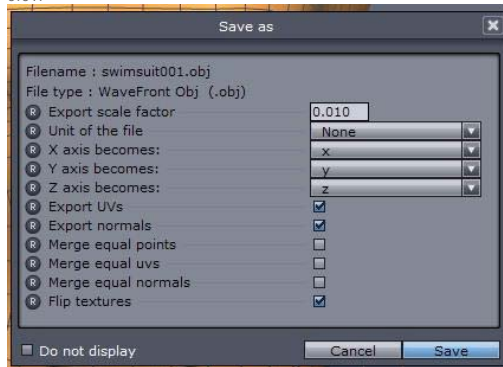 Save as
Filename : swimsuit001.obj
File type : WaveFront Obj (.obj)
R Export scale factor 0.010
R Unit of the file None
R X axis becomes: x
R Y axis becomes: y
R Z axis becomes: z
R Export UVs
R Export normals
R Merge equal points
R Merge equal uvs
R Merge equal normals
R Flip textures
Do not display Cancel Save